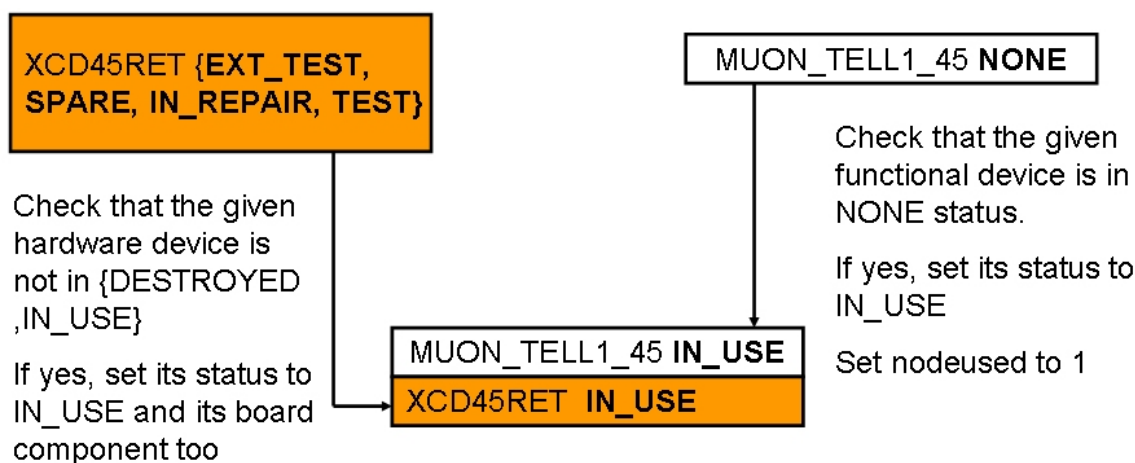 XCD45RET {EXT_TEST,
SPARE, IN_REPAIR, TEST}
MUON_TELL1_45 NONE
Check that the given
functional device is in
NONE status.
If yes, set its status to
IN_USE
Set nodeused to 1
Check that the given
hardware device is
not in {DESTROYED
,IN_USE}
If yes, set its status to
IN_USE and its board
component too
MUON_TELL1_45 IN_USE
XCD45RET IN_USE